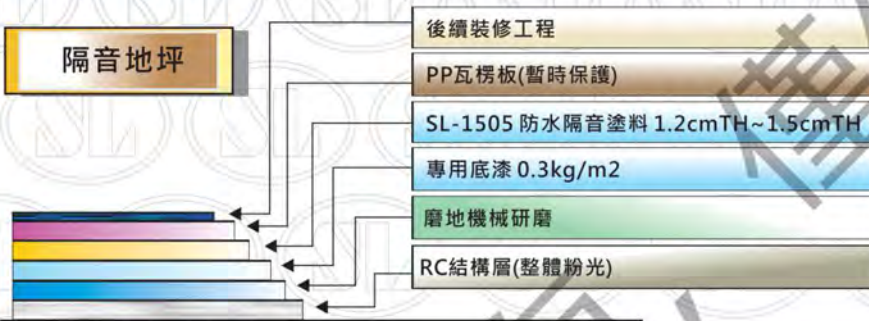 隔音地坪
後續裝修工程
PP瓦楞板(暫時保護)
SL-1505 防水隔音塗料 1.2cmTH~1.5cmTH
專用底漆 0.3kg/m2
磨地機械研磨
RC結構層(整體粉光)
SL
僅